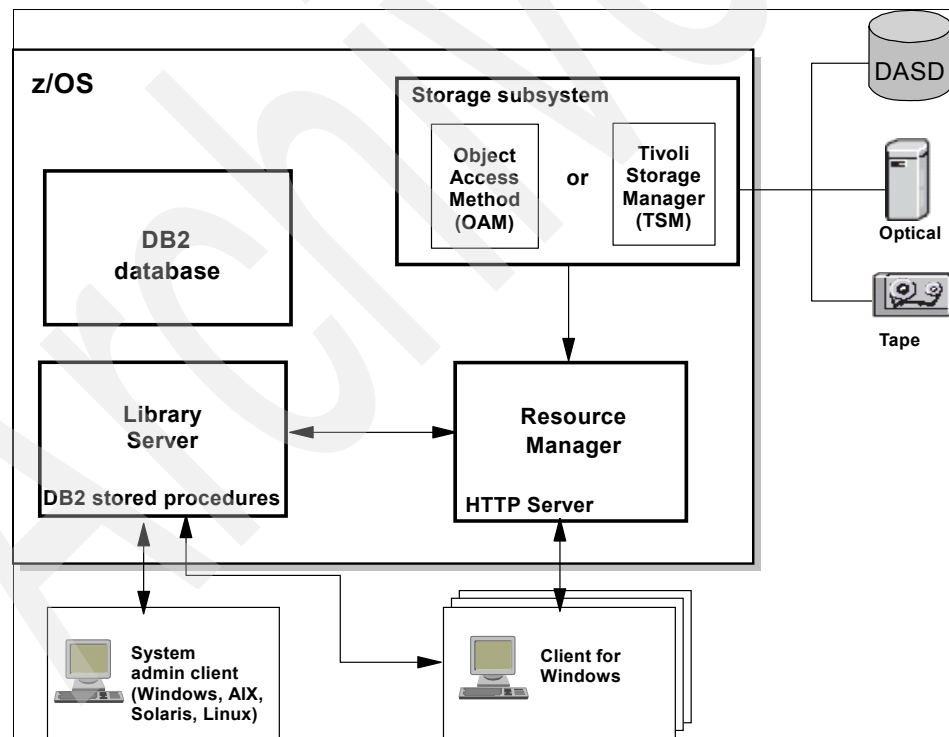 z/OS
Storage subsystem
Object
Access
Method
(OAM)
or
Tivoli
Storage
Manager
(TSM)
DASD
Optical
Tape
DB2
database
Library
Server
DB2 stored procedures
Resource
Manager
HTTP Server
System
admin client
(Windows, AIX,
Solaris, Linux)
Client for
Windows